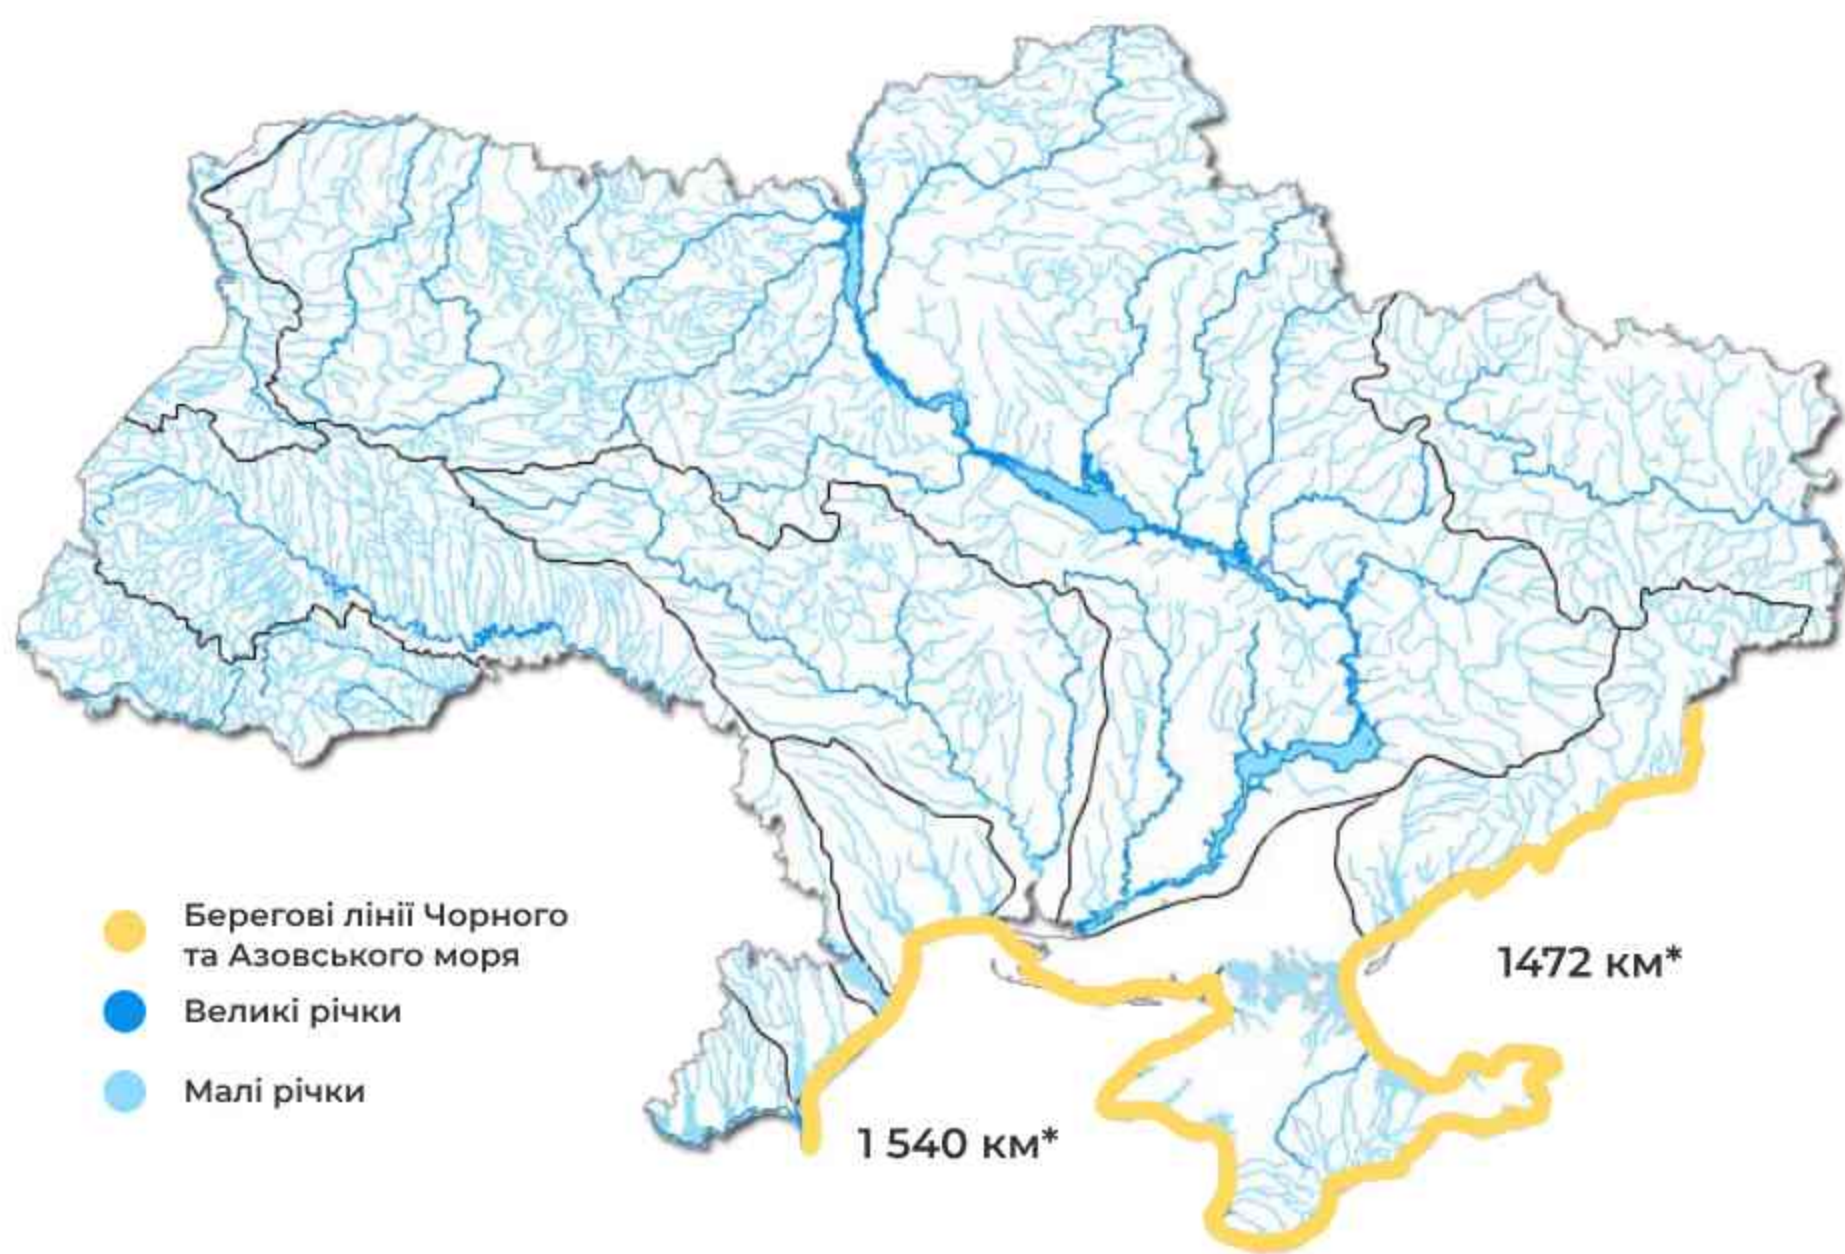 Берегові лінії Чорного
та Азовського моря
Великі річки
Малі річки
1472 км*
1 540 км*